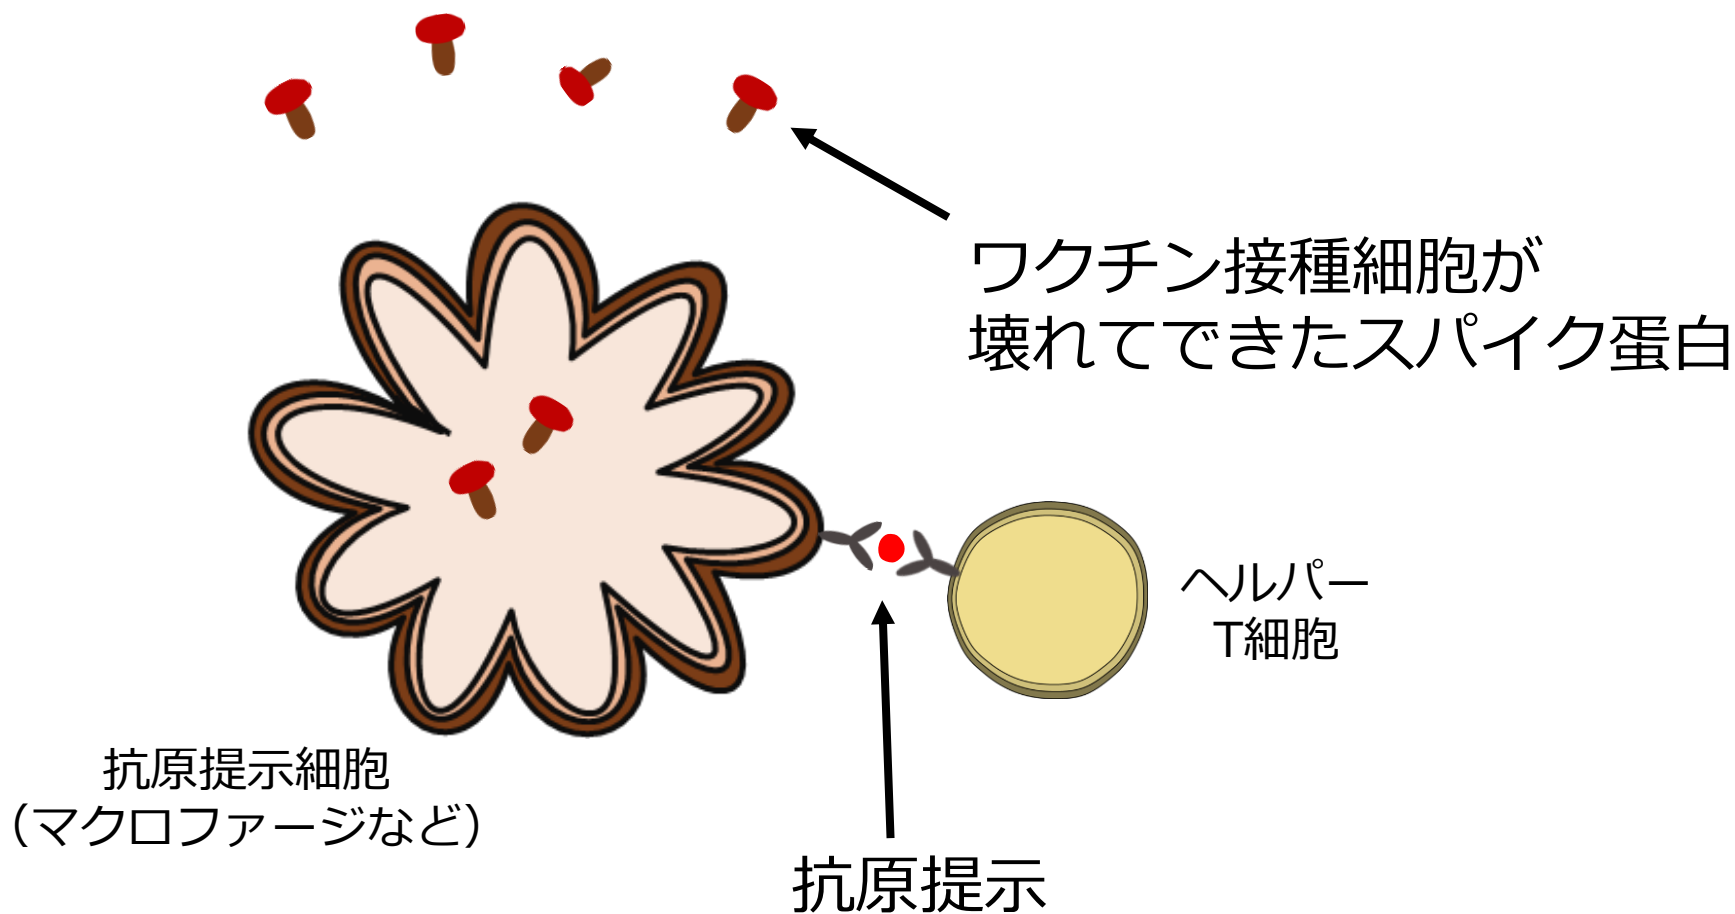 ワクチン接種細胞が
壊れてできたスパイク蛋白
ヘルパー
T細胞
抗原提示細胞
（マクロファージなど）
抗原提示